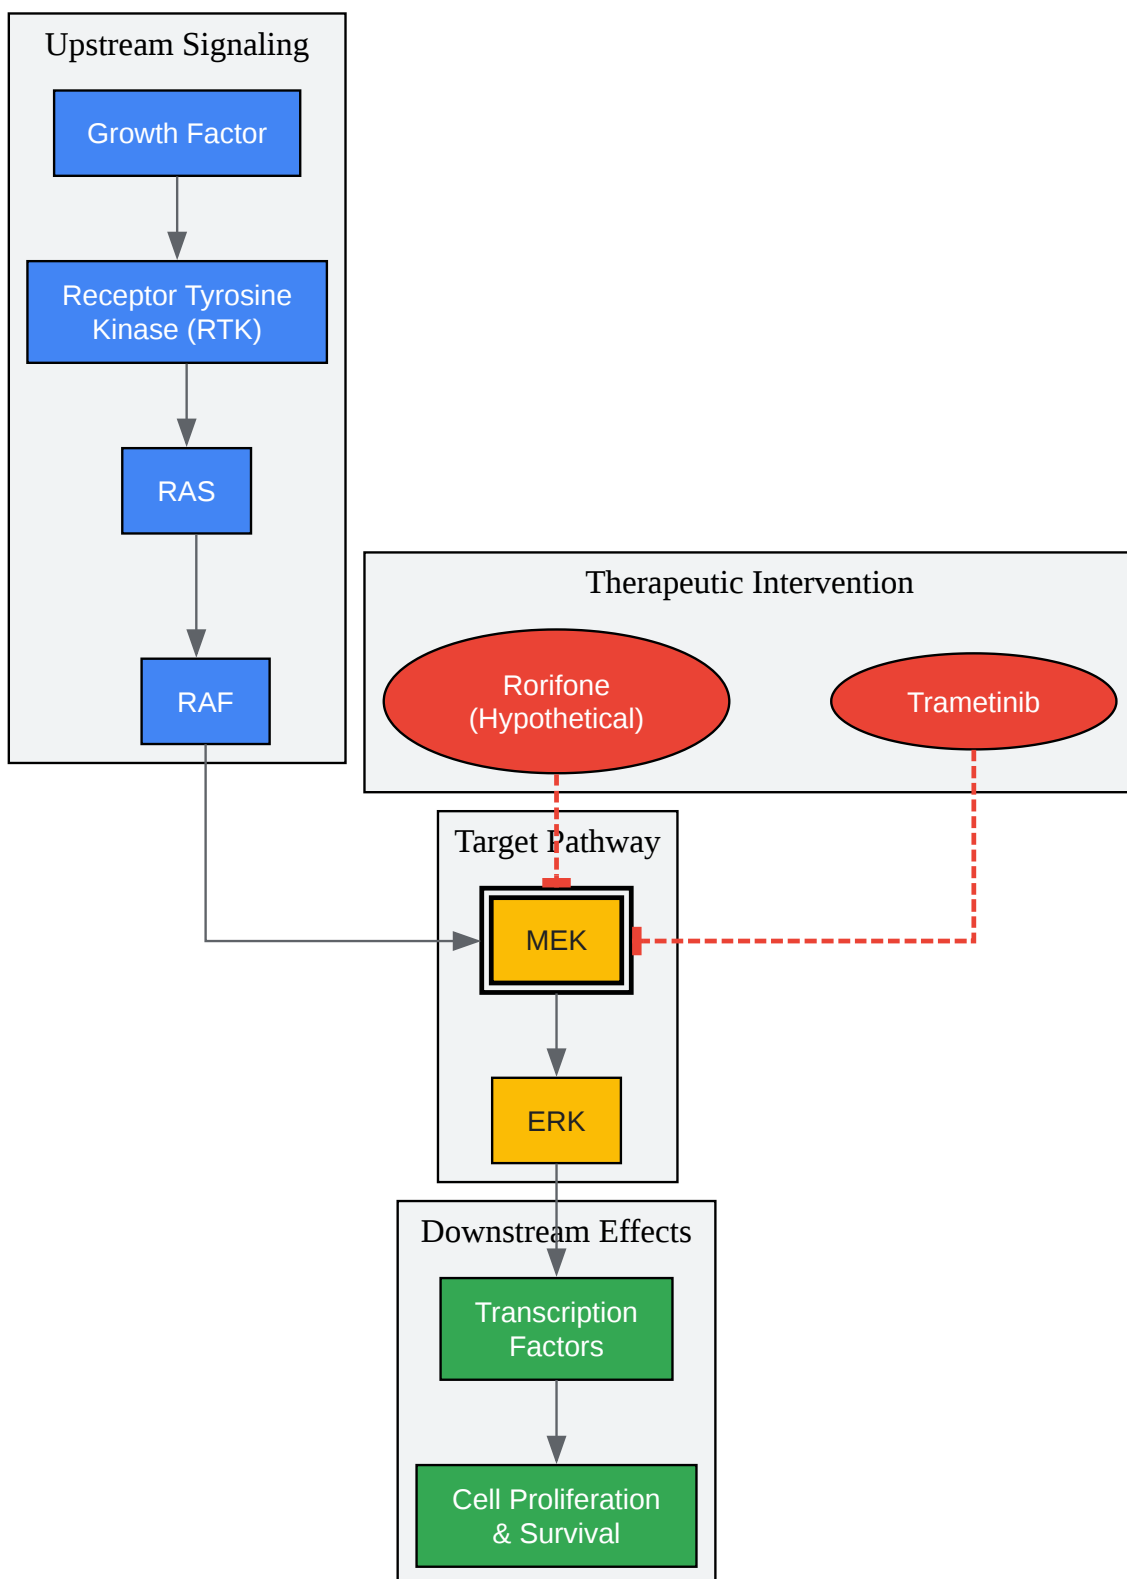 Upstream Signaling
Growth Factor
Receptor Tyrosine
Kinase (RTK)
RAS
RAF
Therapeutic Intervention
Rorifone
(Hypothetical)
Trametinib
Target Pathway
MEK
ERK
Downstream Effects
Transcription
Factors
Cell Proliferation
& Survival